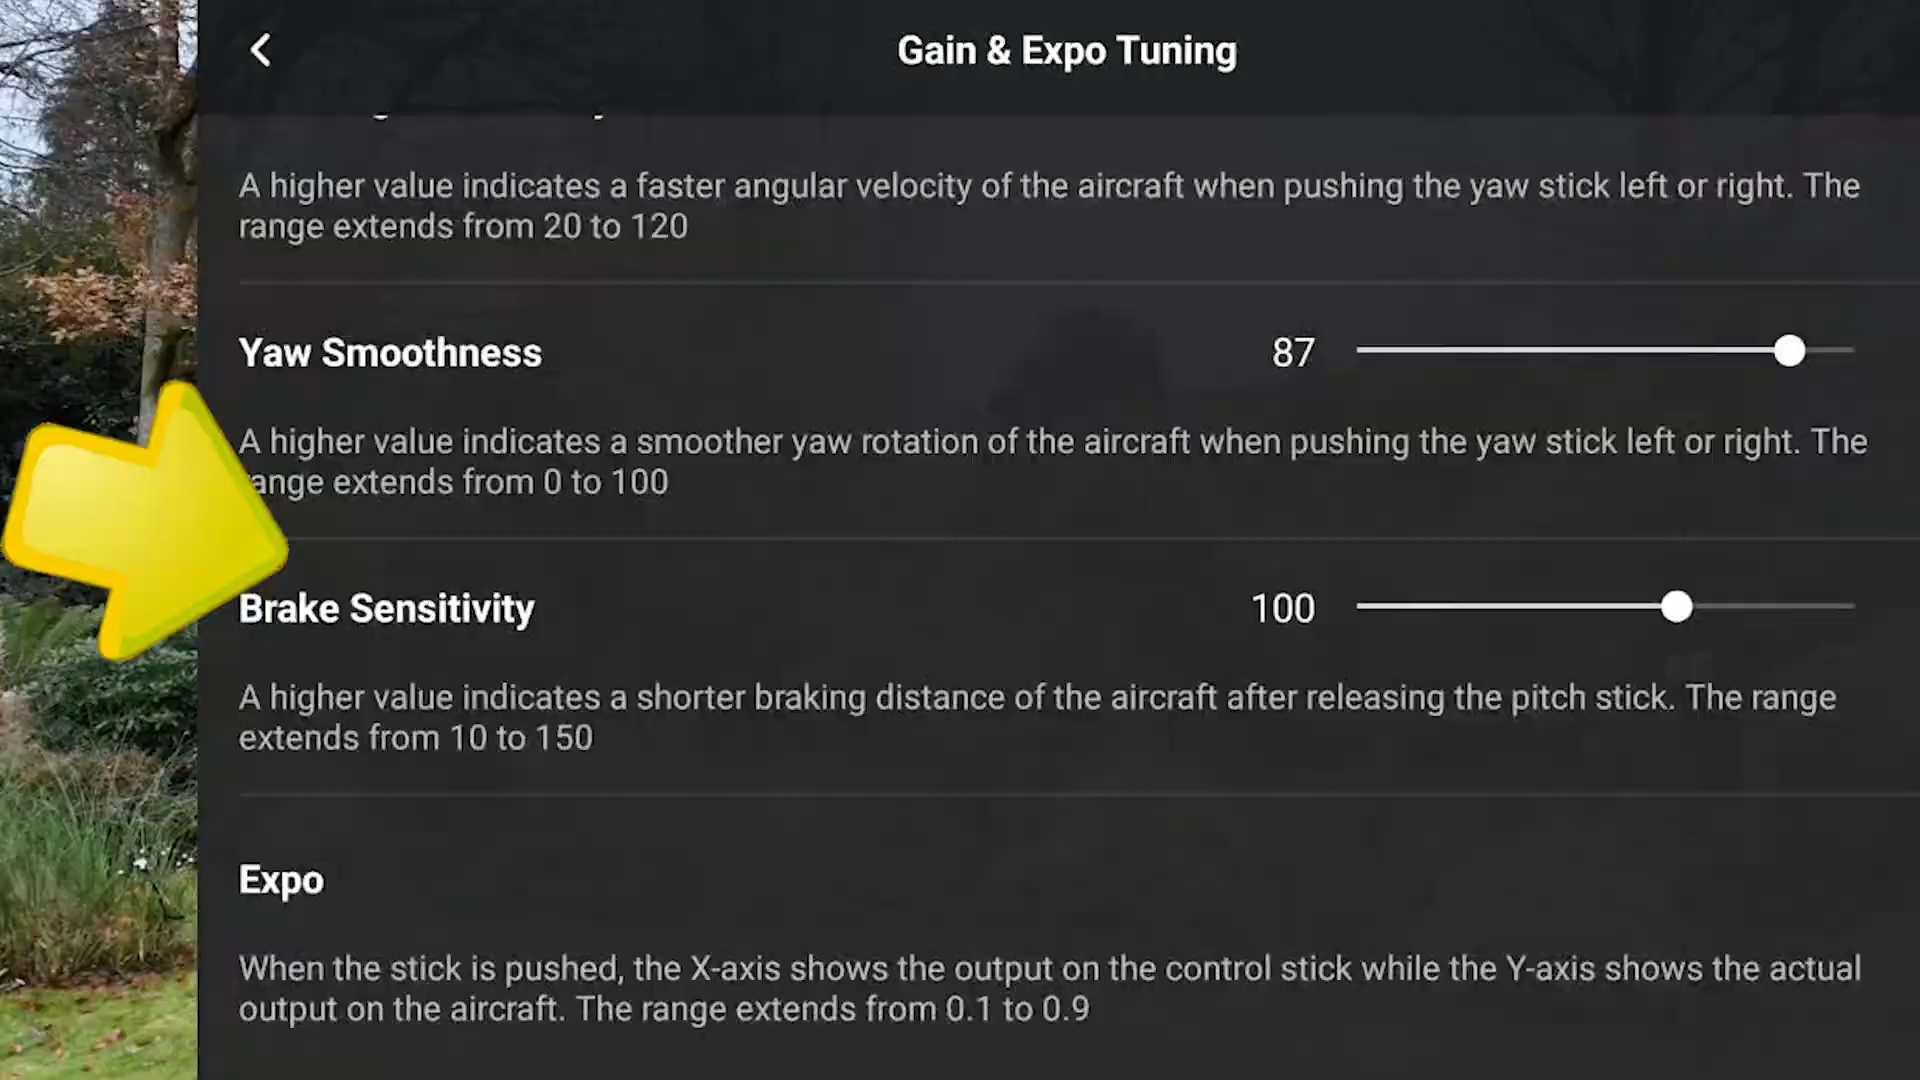 Gain & Expo Tuning
A higher value indicates a faster angular velocity of the aircraft when pushing the yaw stick left or right. The
range extends from 20 to 120
Yaw Smoothness 87
A higher value indicates a smoother yaw rotation of the aircraft when pushing the yaw stick left or right. The
range extends from 0 to 100
Brake Sensitivity 100
A higher value indicates a shorter braking distance of the aircraft after releasing the pitch stick. The range
extends from 10 to 150
Expo
When the stick is pushed, the X-axis shows the output on the control stick while the Y-axis shows the actual
output on the aircraft. The range extends from 0.1 to 0.9